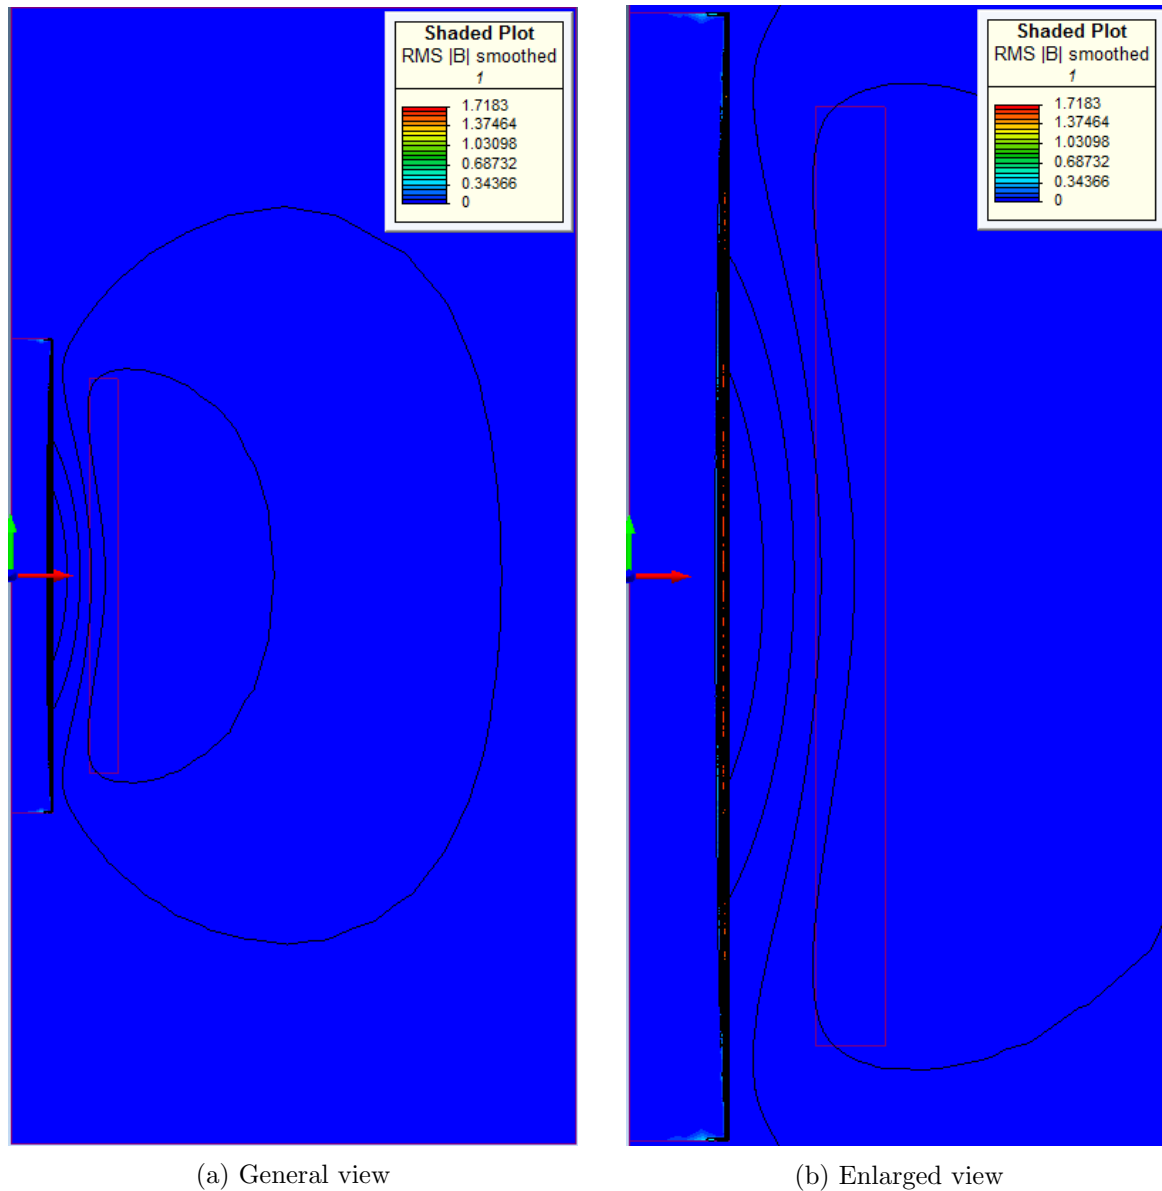 Shaded Plot
RMS |B| smoothed
1
1.7183
1.37464
1.03098
0.68732
0.34366
0
Shaded Plot
RMS |B| smoothed
1
1.7183
1.37464
1.03098
0.68732
0.34366
0
(a) General view
(b) Enlarged view